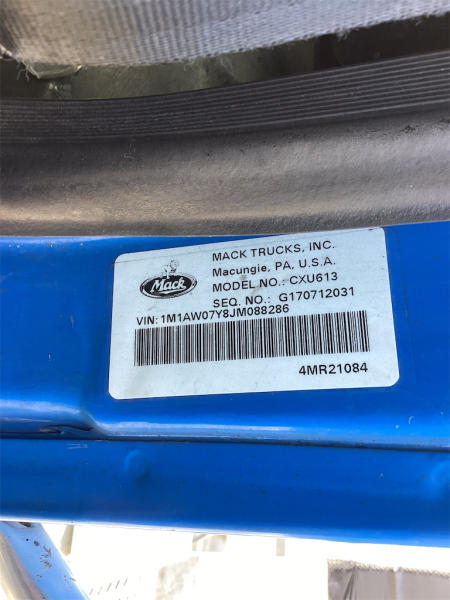 MACK TRUCKS, INC.
Macungie, PA, U.S.A.
Mack
MODEL NO.: CXU613
SEQ. NO.: G170712031
VIN: 1M1AW07Y8JM088286
4MR21084